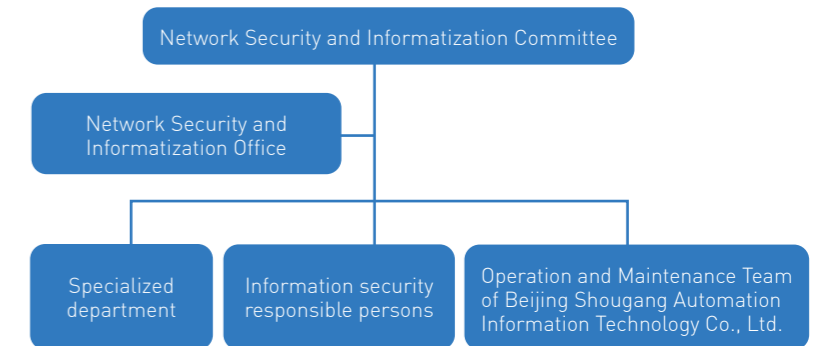 Network Security and Informatization Committee
Network Security and
Informatization Office
Specialized
department
Information security
responsible persons
Operation and Maintenance Team
of Beijing Shougang Automation
Information Technology Co., Ltd.